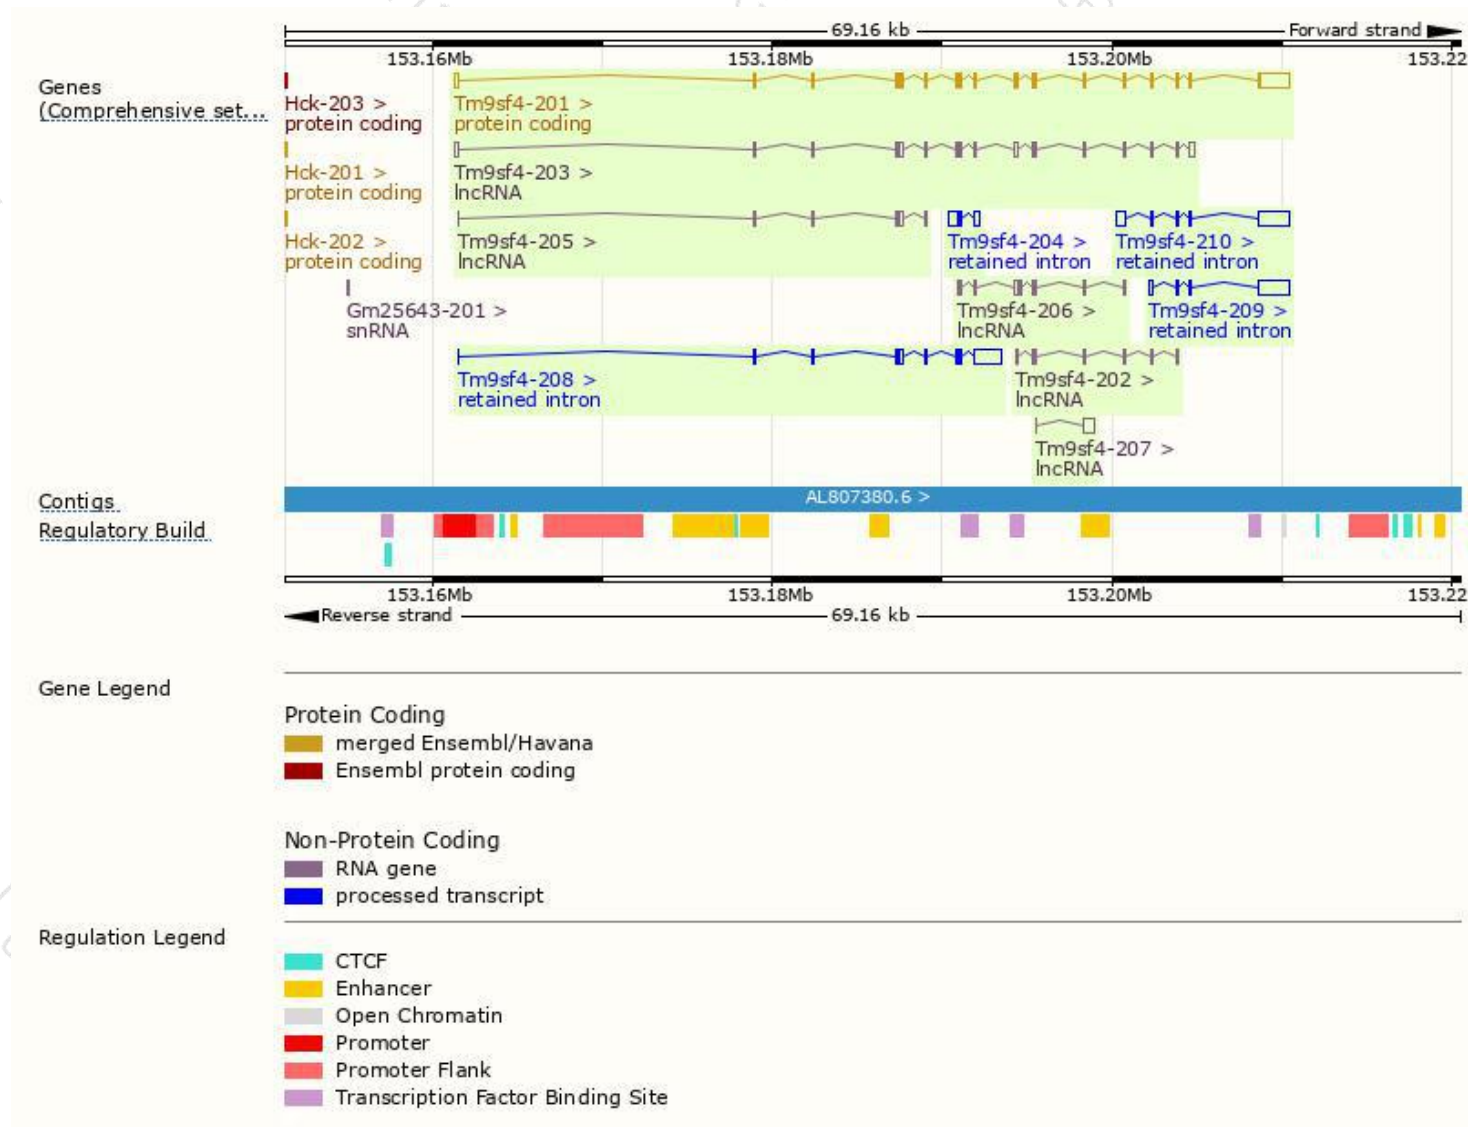 69.16 kb Forward strand
153.16Mb 153.18Mb 153.20Mb 153.22
Genes
(Comprehensive set...
Hck-203 > Tm9sf4-201 >
protein coding protein coding
Hck-201 > Tm9sf4-203 >
protein coding lncRNA
Hck-202 > Tm9sf4-205 > Tm9sf4-204 > Tm9sf4-210 >
protein coding lncRNA retained intron retained intron
Gm25643-201 > Tm9sf4-206 > Tm9sf4-209 >
snRNA lncRNA retained intron
Tm9sf4-208 > Tm9sf4-202 >
retained intron lncRNA
Tm9sf4-207 >
lncRNA
Contigs AL807380.6 >
Regulatory Build
153.16Mb 153.18Mb 153.20Mb 153.22
Reverse strand 69.16 kb
Gene Legend
Protein Coding
merged Ensembl/Havana
Ensembl protein coding
Non-Protein Coding
RNA gene
processed transcript
Regulation Legend
CTCF
Enhancer
Open Chromatin
Promoter
Promoter Flank
Transcription Factor Binding Site